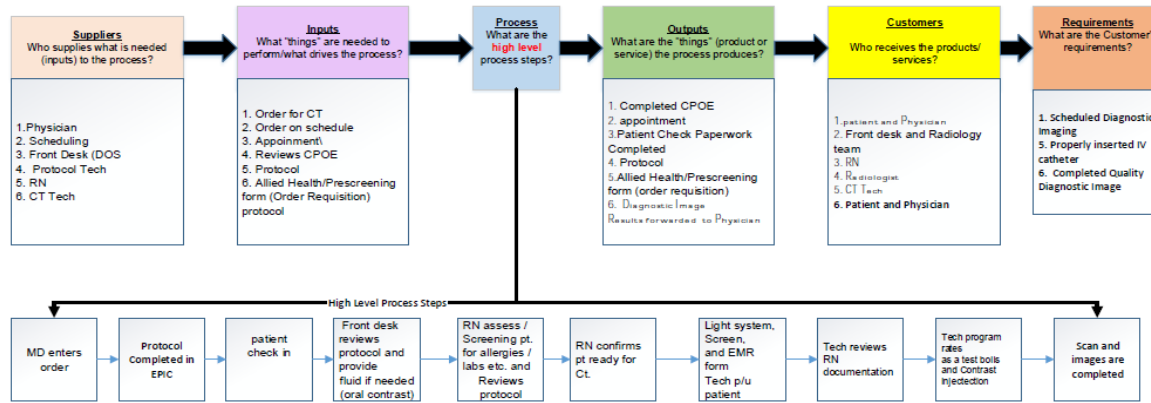 Suppliers
Who supplies what is needed
(inputs) to the process?
Inputs
What "things" are needed to
perform/what drives the process?
Process
What are the
high level
process steps?
Outputs
What are the "things" (product or
service) the process produces?
Customers
Who receives the products/
services?
Requirements
What are the Customer'
requirements?
1.Physician
2. Scheduling
3. Front Desk (DOS
4. Protocol Tech
5. RN
6. CT Tech
1. Order for CT
2. Order on schedule
3. Appoinment\
4. Reviews CPOE
5. Protocol
6. Allied Health/Prescreening
form (Order Requisition)
protocol
1. Completed CPOE
2. appointment
3.Patient Check Paperwork
Completed
4. Protocol
5.Allied Health/Prescreening
form (order requisition)
6. Diagnostic Image
Results forwarded to Physician
1.patient and Physician
2. Front desk and Radiology
team
3. RN
4. Radiologist
5. CT Tech
6. Patient and Physician
1. Scheduled Diagnostic
Imaging
5. Properly inserted IV
catheter
6. Completed Quality
Diagnostic Image
High Level Process Steps
MD enters
order
Protocol
Completed in
EPIC
patient
check in
Front desk
reviews
protocol and
provide
fluid if needed
(oral contrast)
RN assess /
Screening pt.
for allergies /
labs etc. and
Reviews
protocol
RN confirms
pt ready for
Ct.
Light system,
Screen,
and EMR form
Tech p/u
patient
Tech reviews
RN
documentation
Tech program
rates
as a test bolls
and Contrast
injectection
Scan and
images are
completed